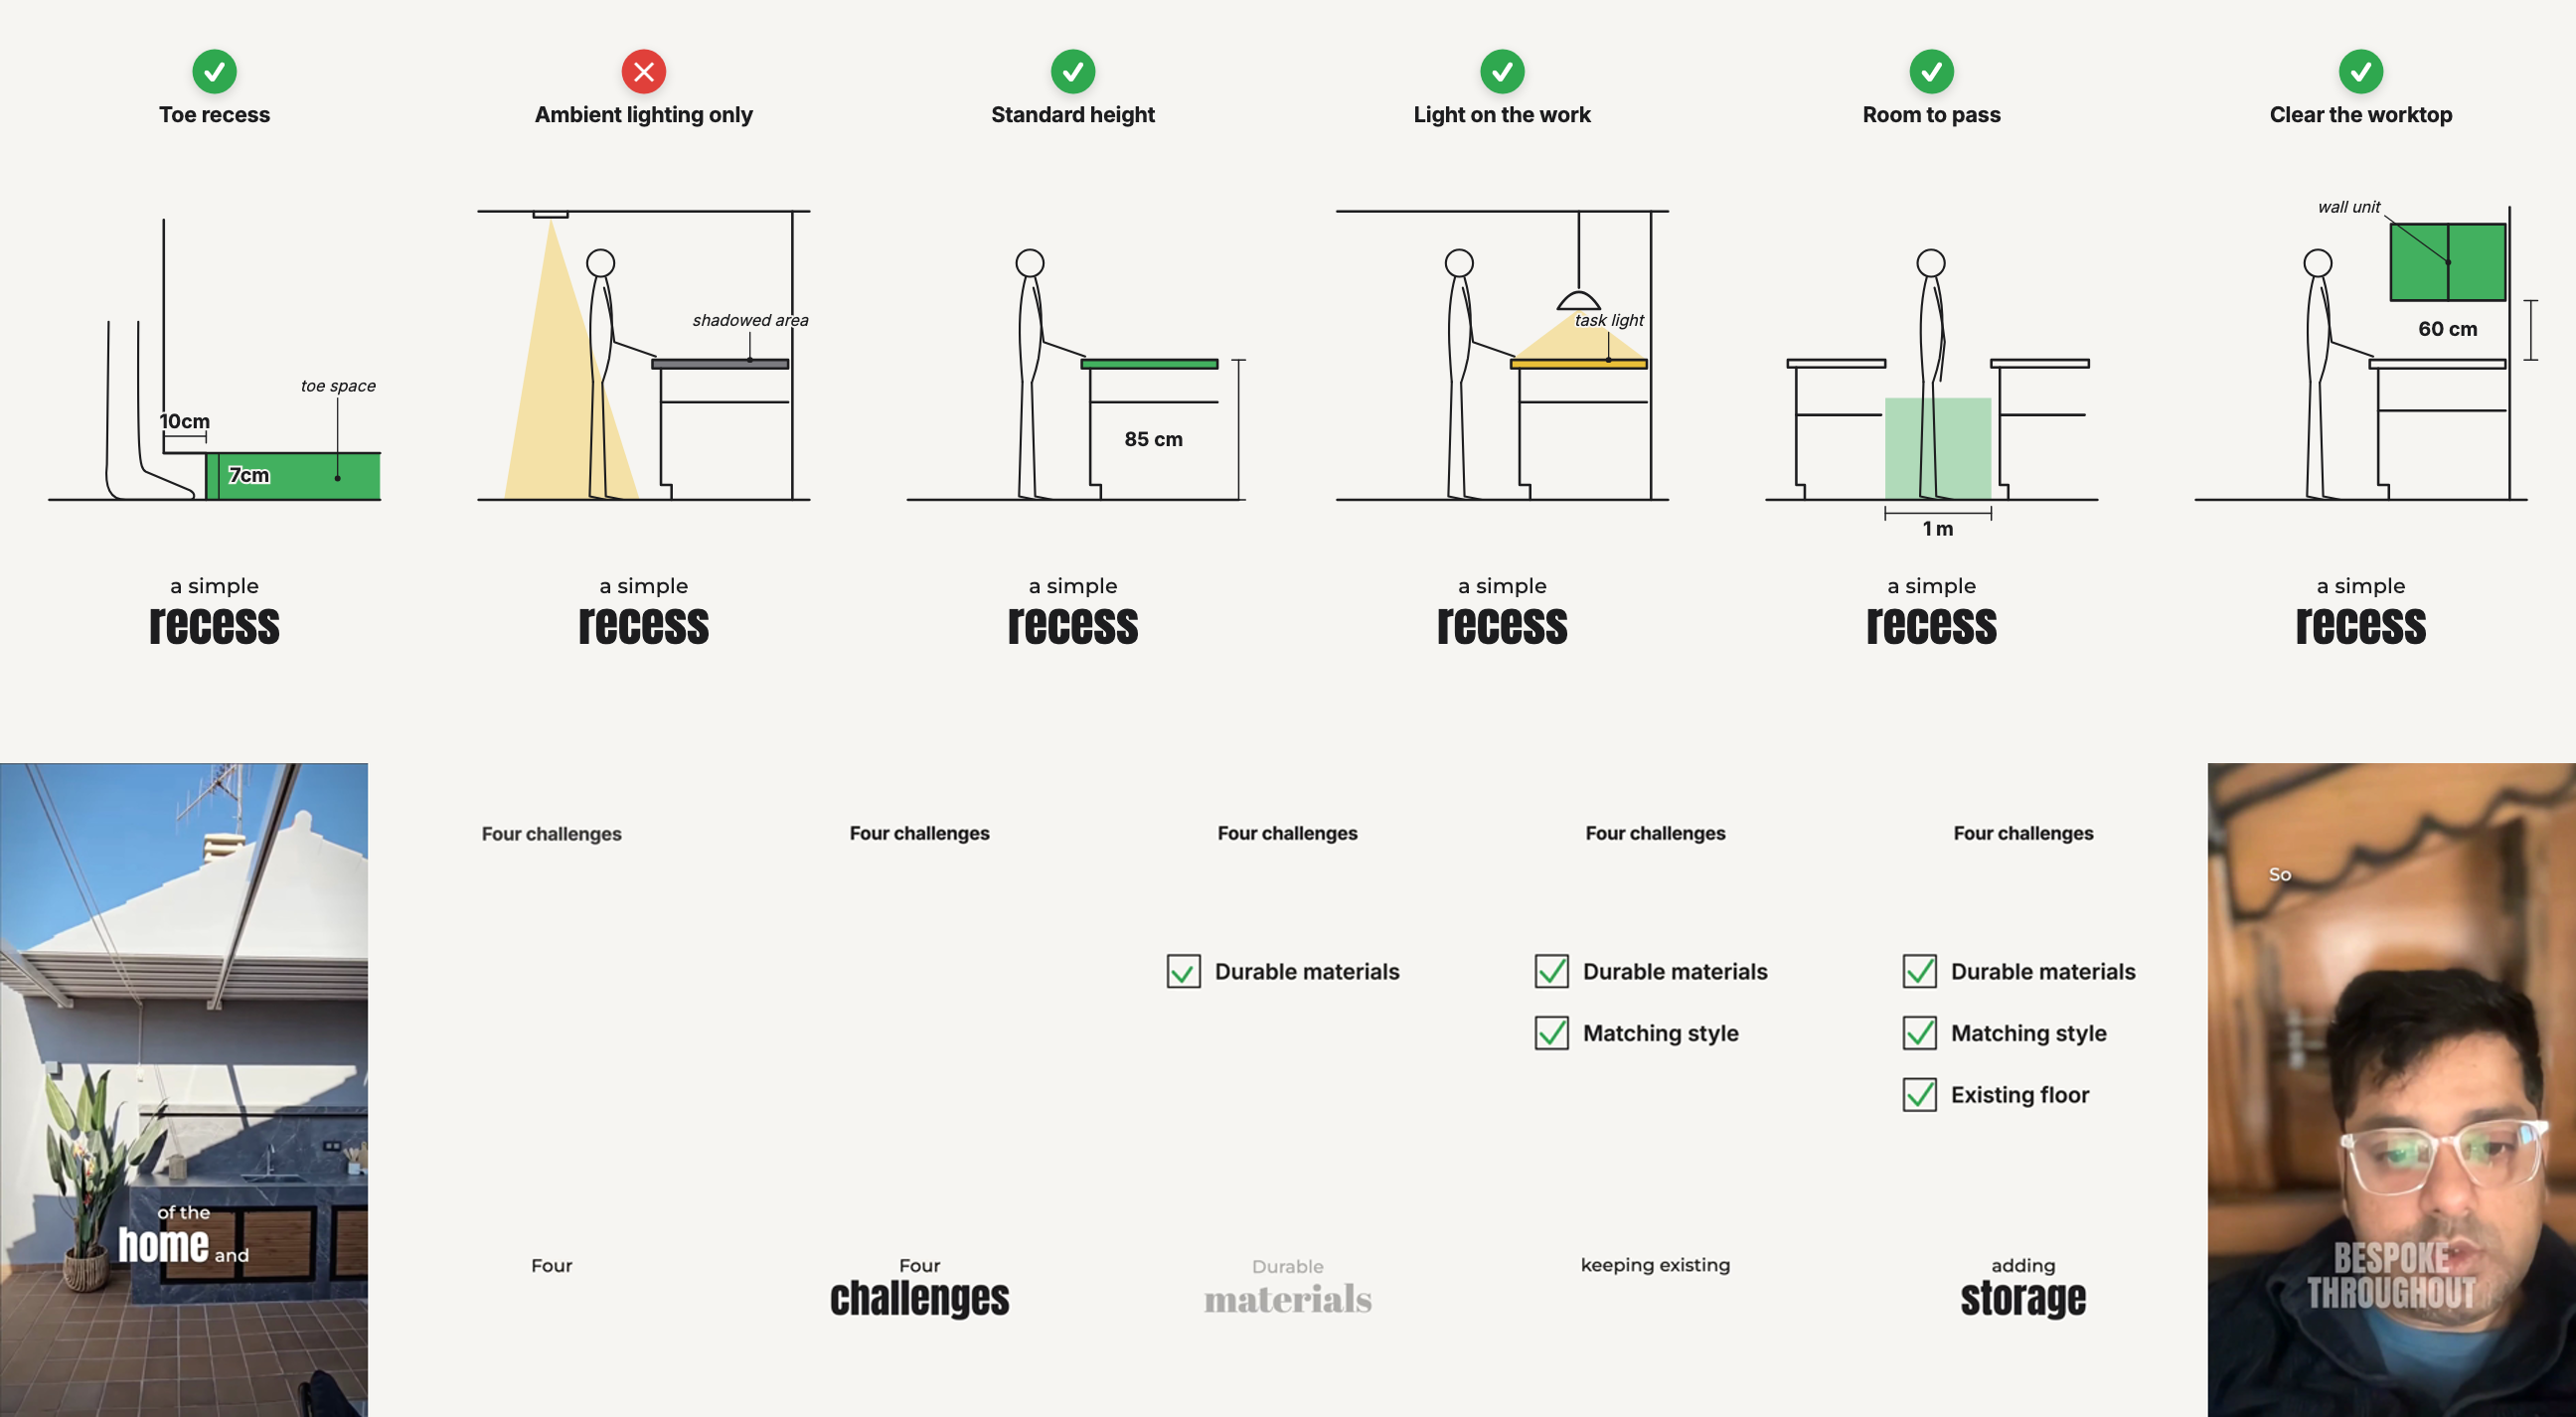 Toe recess
Ambient lighting only
Standard height
Light on the work
Room to pass
Clear the worktop
10cm
toe space
7cm
shadowed area
85 cm
task light
1 m
wall unit
60 cm
a simple
recess
a simple
recess
a simple
recess
a simple
recess
a simple
recess
a simple
recess
of the
home and
Four challenges
Four
Four challenges
Four
challenges
Four challenges
Durable materials
Durable
materials
Four challenges
Durable materials
Matching style
keeping existing
Four challenges
Durable materials
Matching style
Existing floor
adding
storage
So
BESPOKE
THROUGHOUT